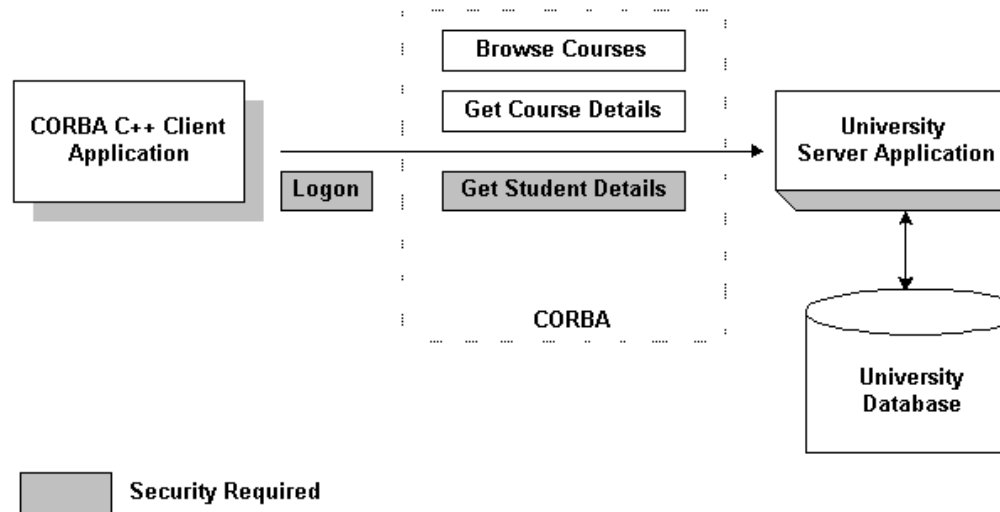 CORBA C++ Client
Application
Logon
Browse Courses
Get Course Details
Get Student Details
CORBA
University
Server Application
University
Database
Security Required